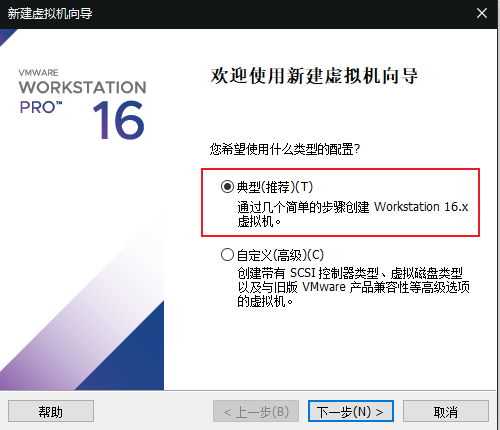 新建虚拟机向导
VMWARE
WORKSTATION
PRO™ 16
欢迎使用新建虚拟机向导
您希望使用什么类型的配置?
典型(推荐)(T)
通过几个简单的步骤创建 Workstation 16.x
虚拟机。
自定义(高级)(C)
创建带有 SCSI 控制器类型、虚拟磁盘类型
以及与旧版 VMware 产品兼容性等高级选项
的虚拟机。
帮助
< 上一步(B)
下一步(N) >
取消